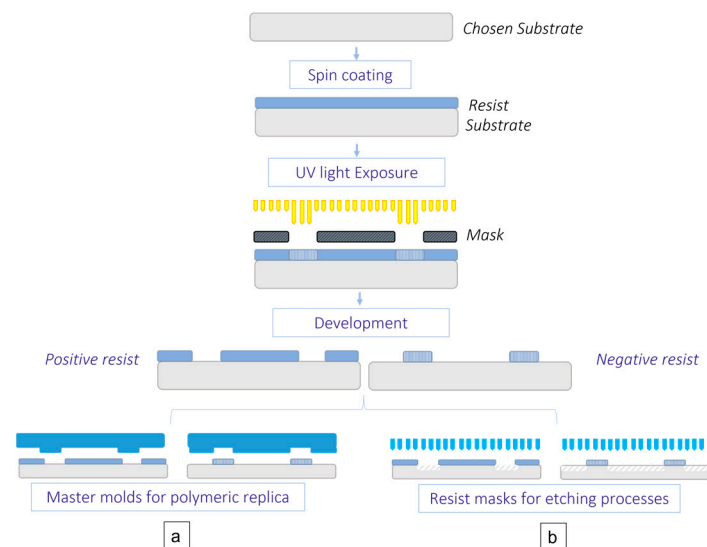 Chosen Substrate
Spin coating
Resist
Substrate
UV light Exposure
Mask
Development
Positive resist
Negative resist
Master molds for polymeric replica
Resist masks for etching processes
a
b